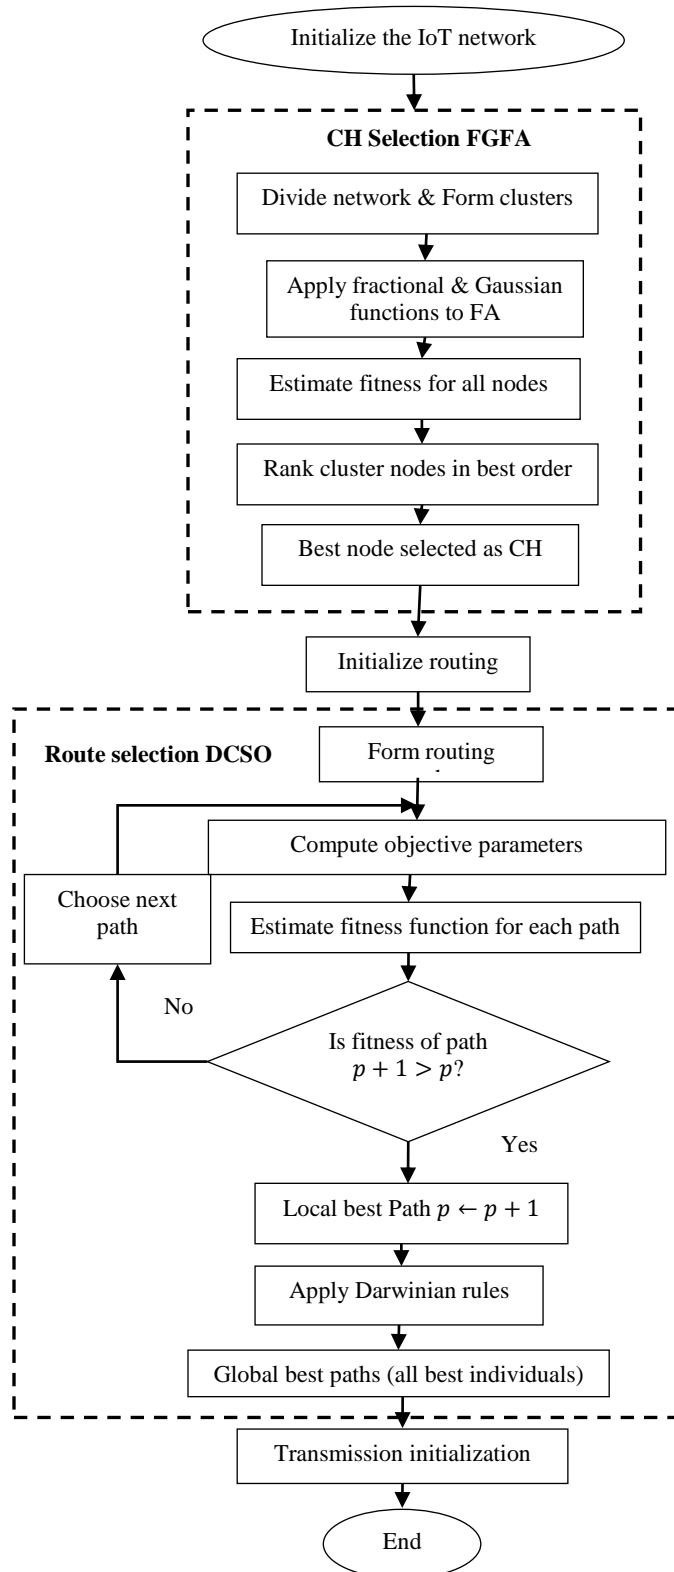 Initialize the IoT network
CH Selection FGFA
Divide network & Form clusters
Apply fractional & Gaussian
functions to FA
Estimate fitness for all nodes
Rank cluster nodes in best order
Best node selected as CH
Initialize routing
Route selection DCSO
Form routing
Compute objective parameters
Choose next
path
Estimate fitness function for each path
No
Is fitness of path
𝑝 + 1 > 𝑝?
Yes
Local best Path 𝑝 ← 𝑝 + 1
Apply Darwinian rules
Global best paths (all best individuals)
Transmission initialization
End